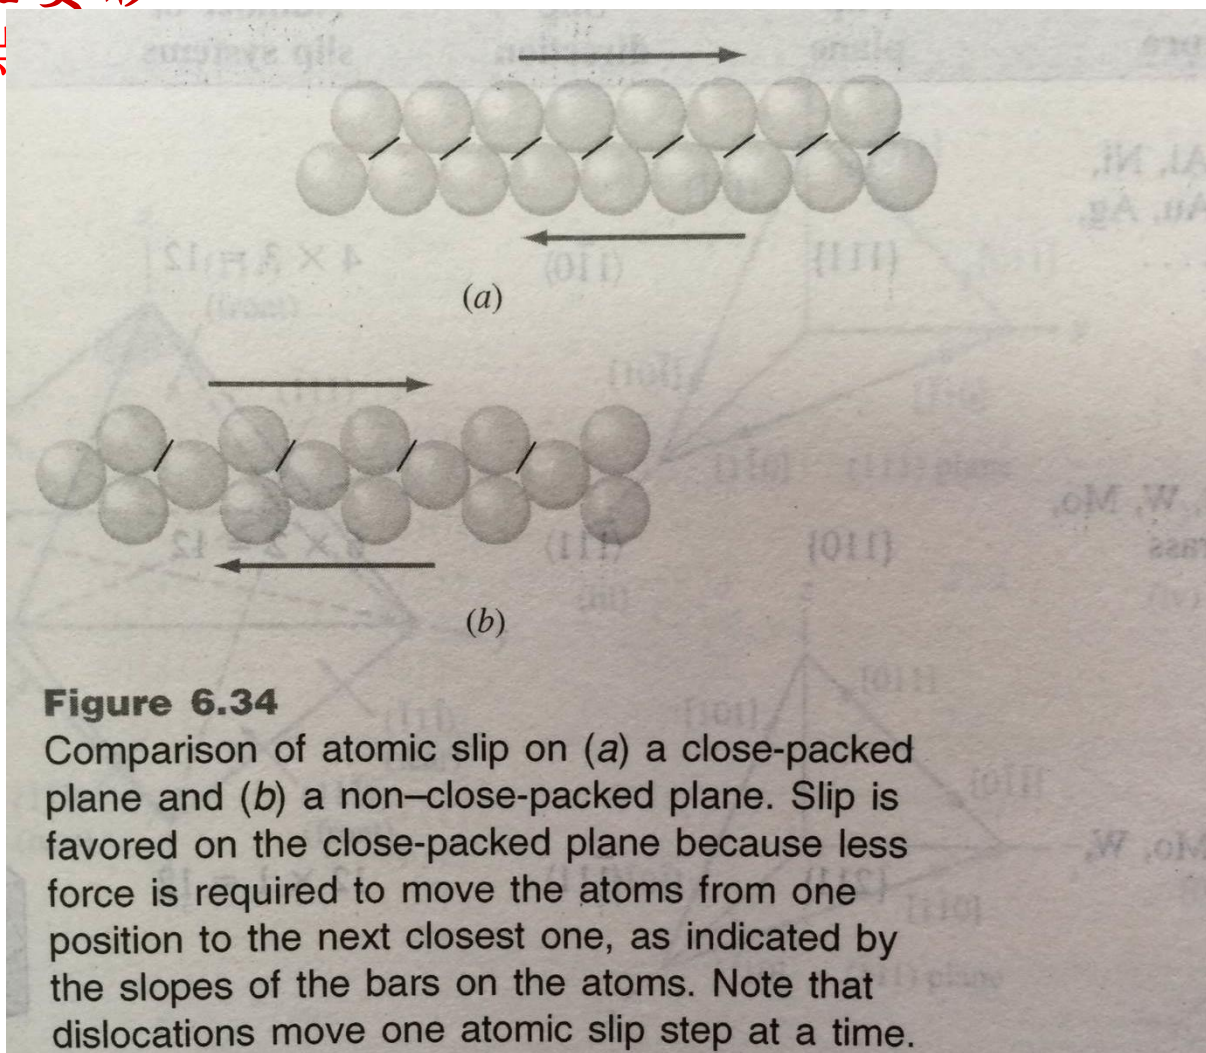 (a)
(b)
Figure 6.34
Comparison of atomic slip on (a) a close-packed
plane and (b) a non–close-packed plane. Slip is
favored on the close-packed plane because less
force is required to move the atoms from one
position to the next closest one, as indicated by
the slopes of the bars on the atoms. Note that
dislocations move one atomic slip step at a time.